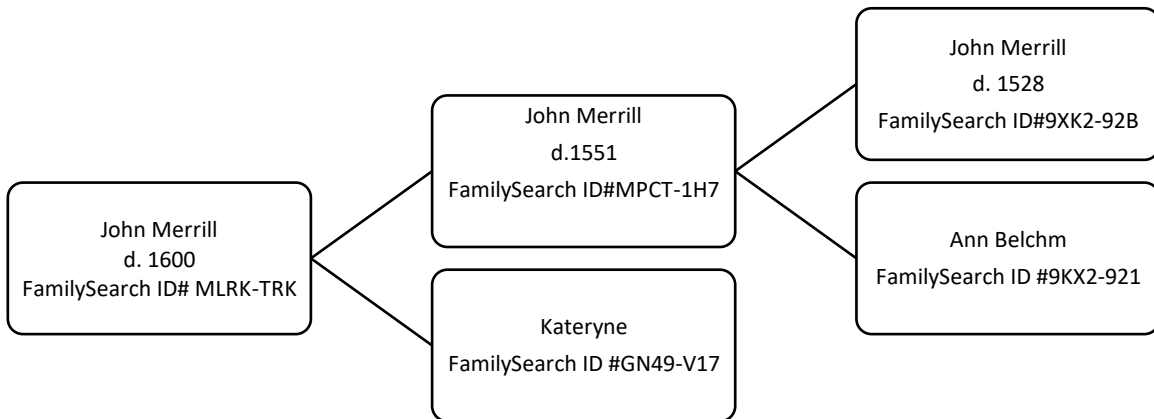 John Merrill
d. 1600
FamilySearch ID# MLRK-TRK
John Merrill
d.1551
FamilySearch ID#MPCT-1H7
Kateryne
FamilySearch ID #GN49-V17
John Merrill
d. 1528
FamilySearch ID#9XK2-92B
Ann Belchm
FamilySearch ID #9KX2-921